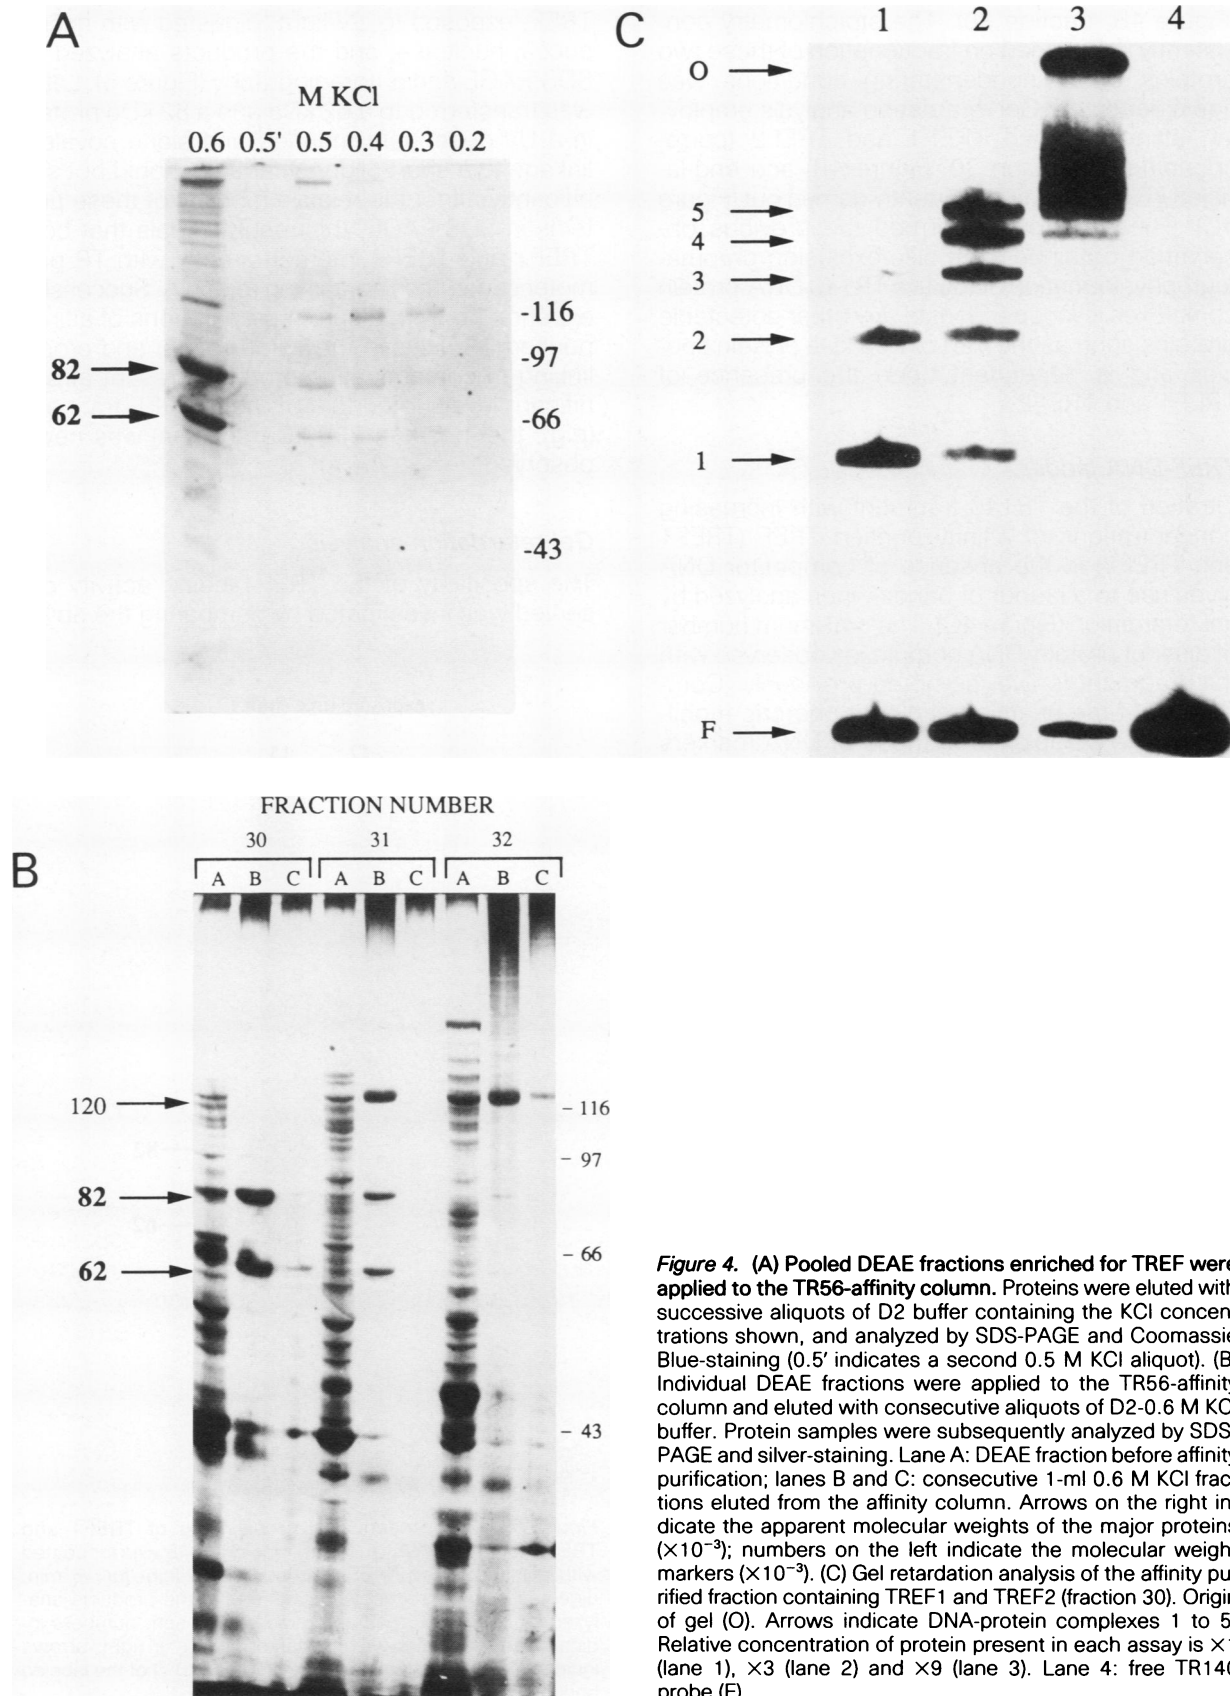 A
M KCl
0.6 0.5' 0.5 0.4 0.3 0.2
-116
-97
82
62
-66
-43
C
1 2 3 4
O
5
4
3
2
1
F
B
FRACTION NUMBER
30 31 32
A B C A B C A B C
120
82
62
- 116
- 97
- 66
- 43
Figure 4. (A) Pooled DEAE fractions enriched for TREF were
applied to the TR56-affinity column. Proteins were eluted with
successive aliquots of D2 buffer containing the KCl concen-
trations shown, and analyzed by SDS-PAGE and Coomassie
Blue-staining (0.5′ indicates a second 0.5 M KCl aliquot). (B
Individual DEAE fractions were applied to the TR56-affinity
column and eluted with consecutive aliquots of D2-0.6 M KC
buffer. Protein samples were subsequently analyzed by SDS
PAGE and silver-staining. Lane A: DEAE fraction before affinity
purification; lanes B and C: consecutive 1-ml 0.6 M KCl frac
tions eluted from the affinity column. Arrows on the right in
dicate the apparent molecular weights of the major proteins
(×10⁻³); numbers on the left indicate the molecular weigh
markers (×10⁻³). (C) Gel retardation analysis of the affinity pu
rified fraction containing TREF1 and TREF2 (fraction 30). Origin
of gel (O). Arrows indicate DNA-protein complexes 1 to 5
Relative concentration of protein present in each assay is ×1
(lane 1), ×3 (lane 2) and ×9 (lane 3). Lane 4: free TR140
probe (F)